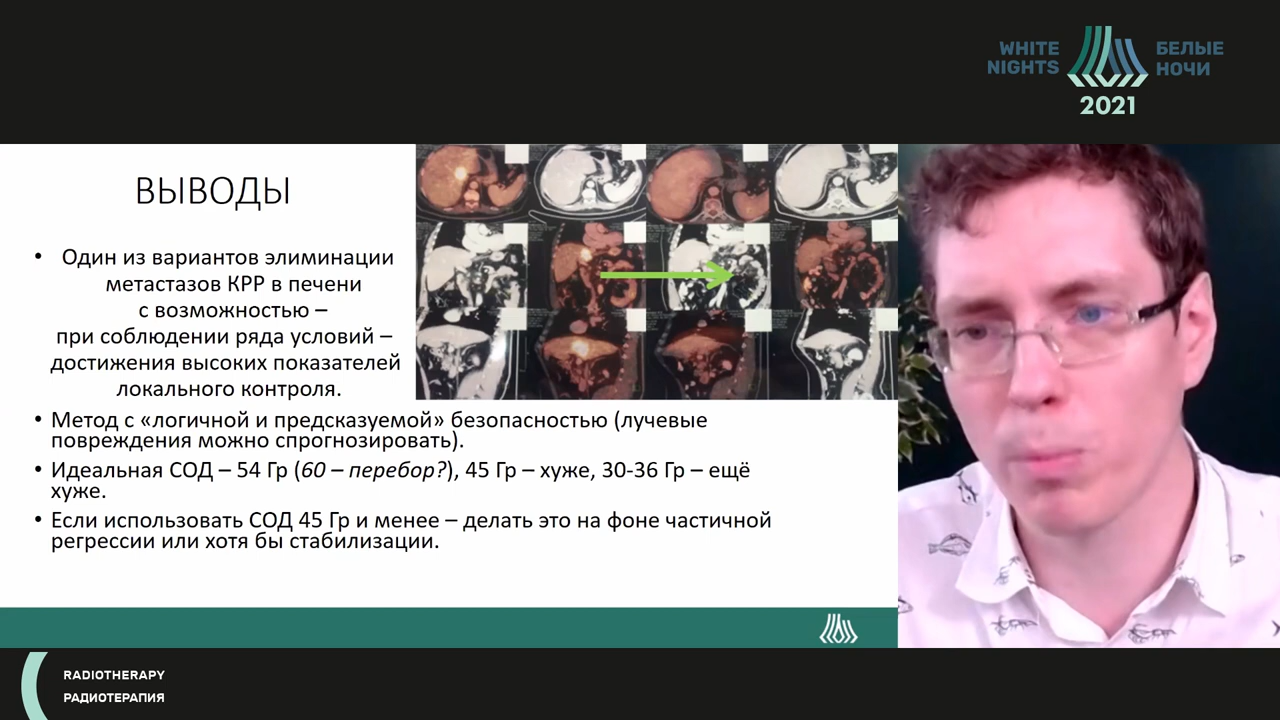 WHITE
NIGHTS
БЕЛЫЕ
НОЧИ
2021
ВЫВОДЫ
• Один из вариантов элиминации
метастазов КРР в печени
с возможностью –
при соблюдении ряда условий –
достижения высоких показателей
локального контроля.
• Метод с «логичной и предсказуемой» безопасностью (лучевые
повреждения можно спрогнозировать).
• Идеальная СОД – 54 Гр (60 – перебор?), 45 Гр – хуже, 30-36 Гр – ещё
хуже.
• Если использовать СОД 45 Гр и менее – делать это на фоне частичной
регрессии или хотя бы стабилизации.
RADIOTHERAPY
РАДИОТЕРАПИЯ